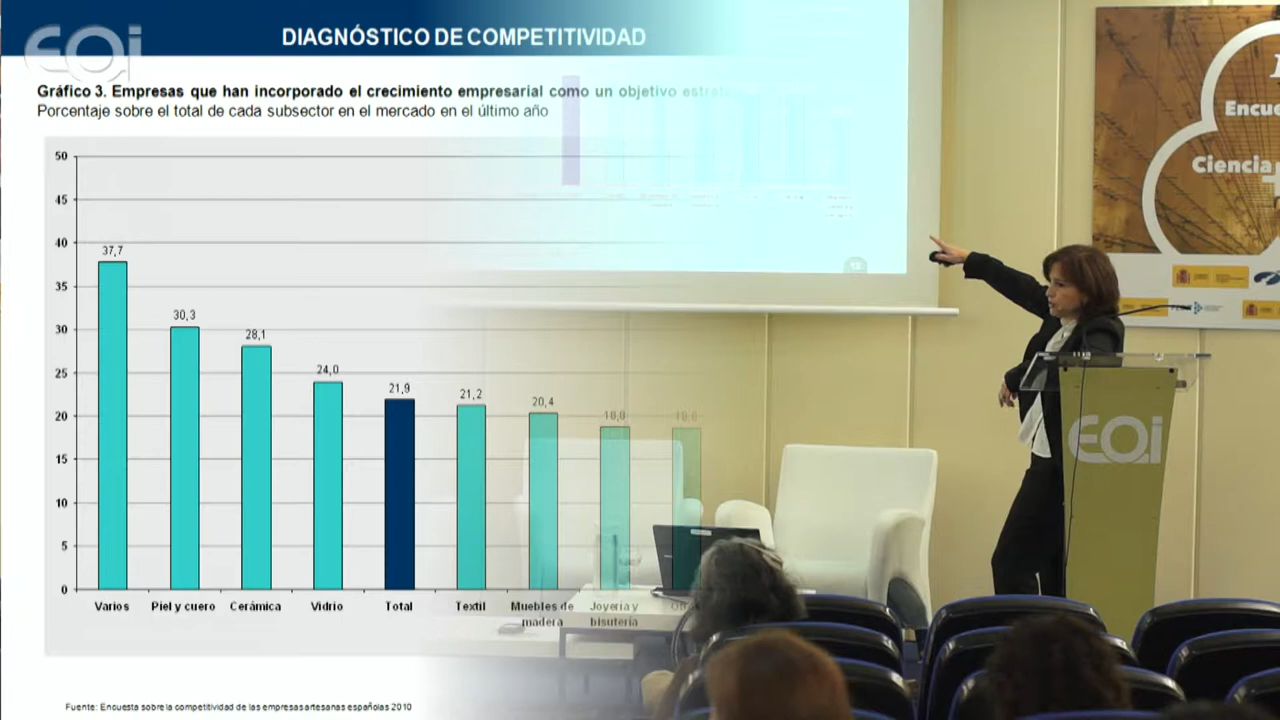 EOi
DIAGNÓSTICO DE COMPETITIVIDAD
Gráfico 3. Empresas que han incorporado el crecimiento empresarial como un objetivo
Porcentaje sobre el total de cada subsector en el mercado en el último año
50
45
40
35
30
25
20
15
10
5
0
37,7
30,3
28,1
24,0
21,9
21,2
20,4
18,8
18,6
Varios
Piel y cuero
Cerámica
Vidrio
Total
Textil
Muebles de
madera
Joyería y
bisutería
Fuente: Encuesta sobre la competitividad de las empresas artesanas españolas 2010
Ciencia
EOi